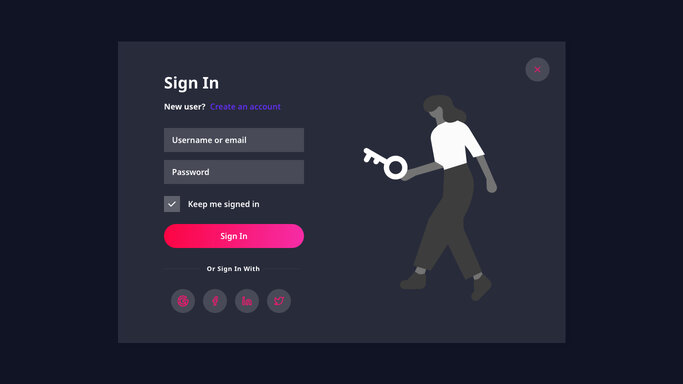 Sign In
New user? Create an account
Username or email
Password
Keep me signed in
Sign In
Or Sign In With